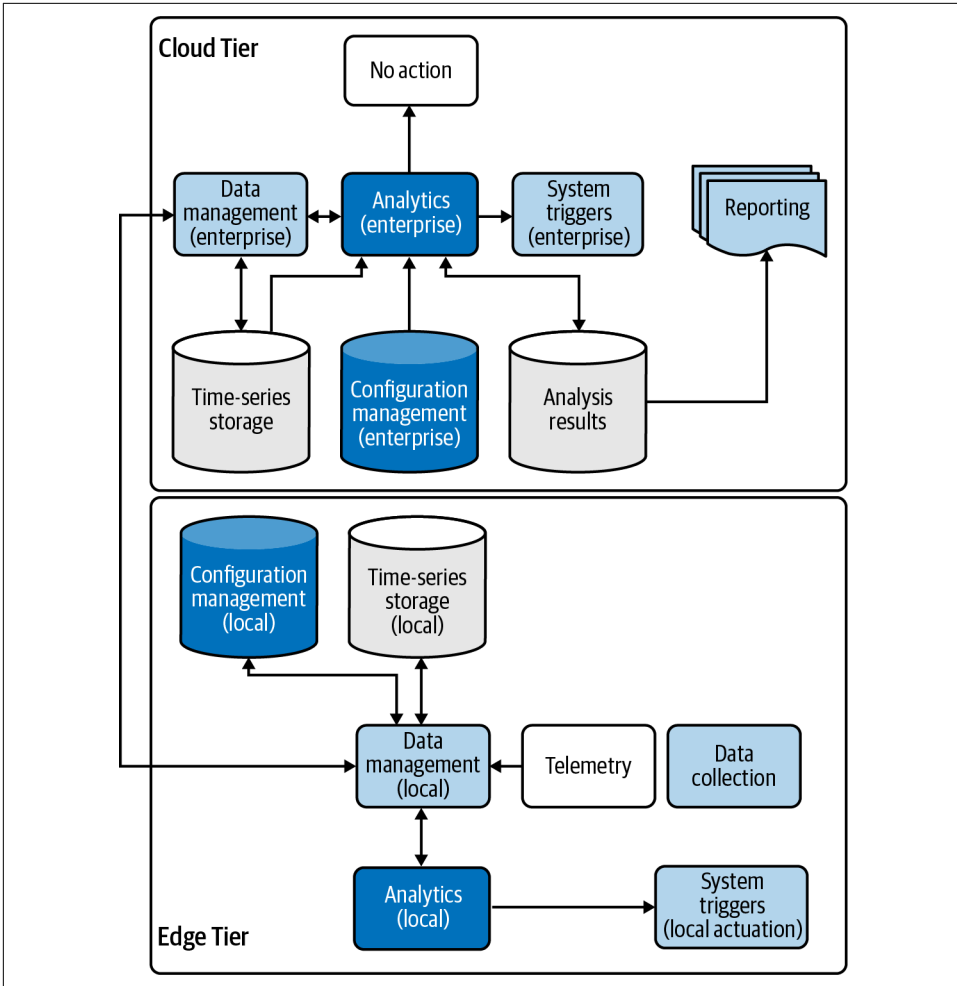 Cloud Tier
No action
Data
management
(enterprise)
Analytics
(enterprise)
System
triggers
(enterprise)
Reporting
Time-series
storage
Configuration
management
(enterprise)
Analysis
results
Configuration
management
(local)
Time-series
storage
(local)
Data
management
(local)
Telemetry
Data
collection
Analytics
(local)
System
triggers
(local actuation)
Edge Tier